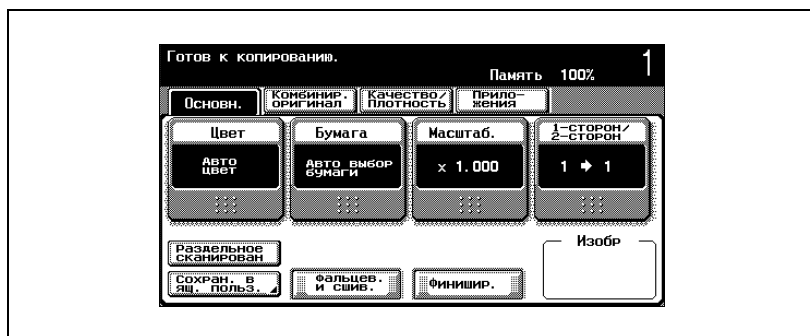 Готов к копированию.
Память 100%
1
Основн.
Комбинир.
оригинал
Качество/
плотность
Прило-
жения
Цвет
Авто
цвет
Бумага
Авто выбор
бумаги
Масштаб.
x 1.000
1-сторон/
2-сторон
1 → 1
Раздельное
сканирован
Сохран. в
ящ. польз.
Фальцев.
и сшив.
Финишир.
Изобр